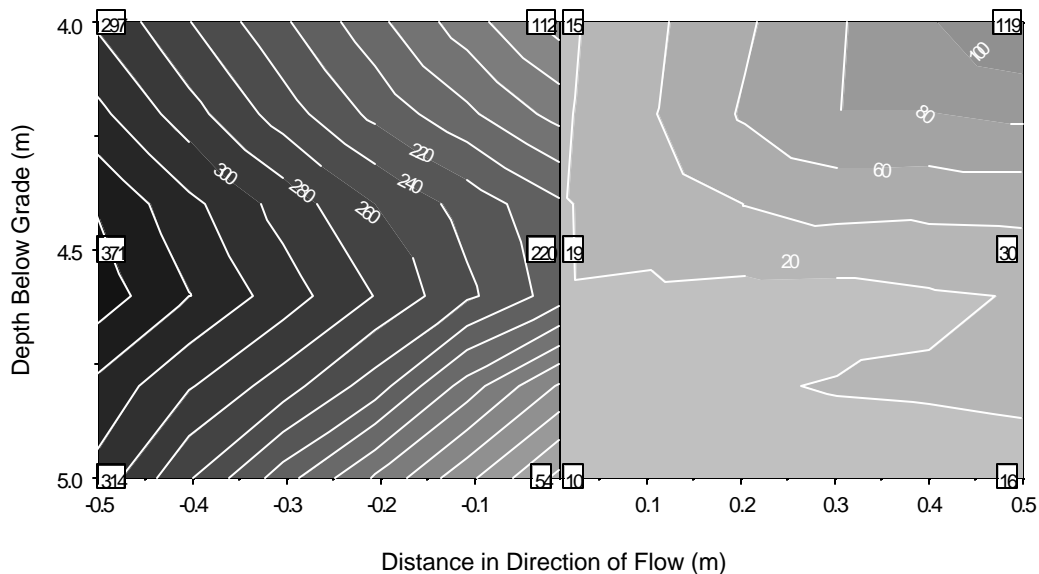 4.0 297 112 15 119
100
80
220
60
300 280 240
260
4.5 371 220 19 30
20
5.0 314 54 10 16
-0.5 -0.4 -0.3 -0.2 -0.1 0.1 0.2 0.3 0.4 0.5
Depth Below Grade (m)
Distance in Direction of Flow (m)